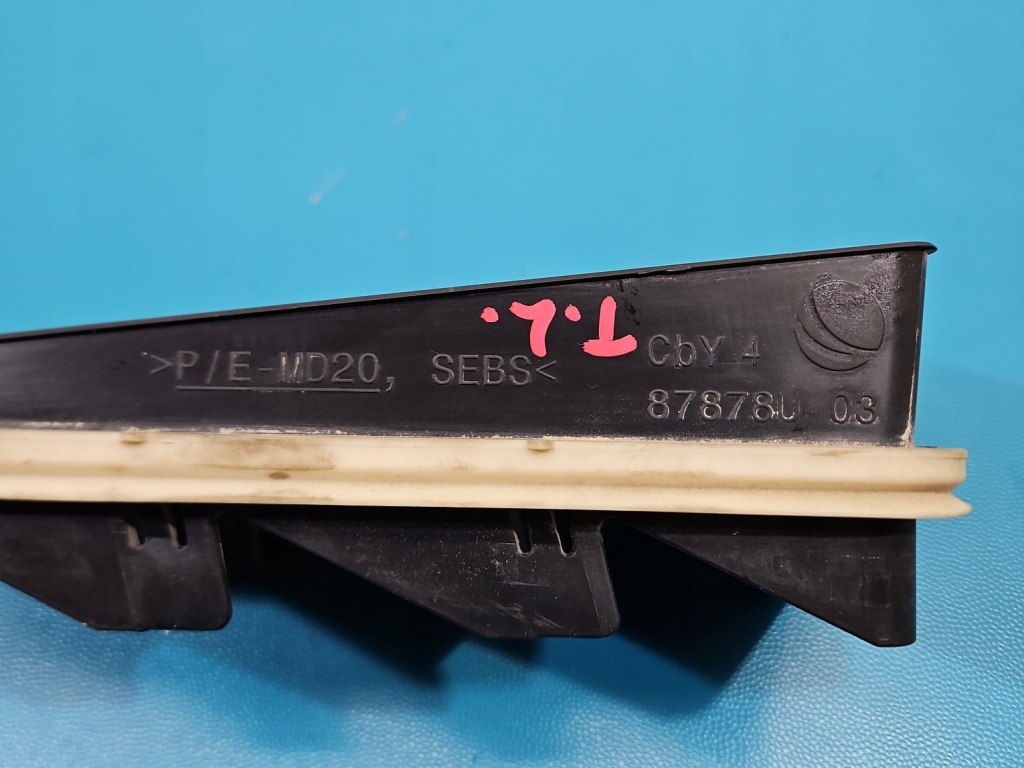 T.L.
>P/E-MD20, SEBS<
CbY 4
87878U 03